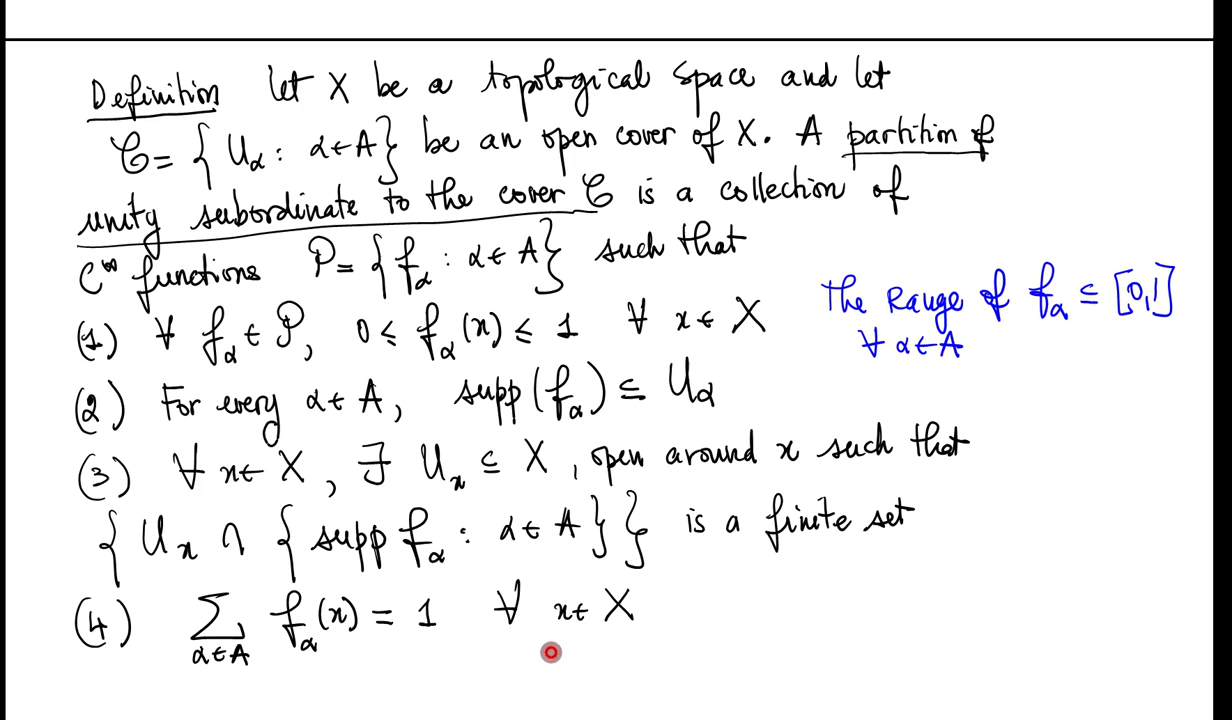 Definition Let X be a topological space and let
𝒞 = { U_α : α ∈ A } be an open cover of X. A partition of
unity subordinate to the cover 𝒞 is a collection of
C^∞ functions P = { f_α : α ∈ A } such that
(1) ∀ f_α ∈ P, 0 ≤ f_α(x) ≤ 1 ∀ x ∈ X
the Range of f_α ⊆ [0,1]
∀ α ∈ A
(2) For every α ∈ A, supp(f_α) ⊆ U_α
(3) ∀ x ∈ X, ∃ U_x ⊆ X, open around x such that
{ U_x ∩ { supp f_α : α ∈ A } } is a finite set
(4) ∑_{α∈A} f_α(x) = 1 ∀ x ∈ X